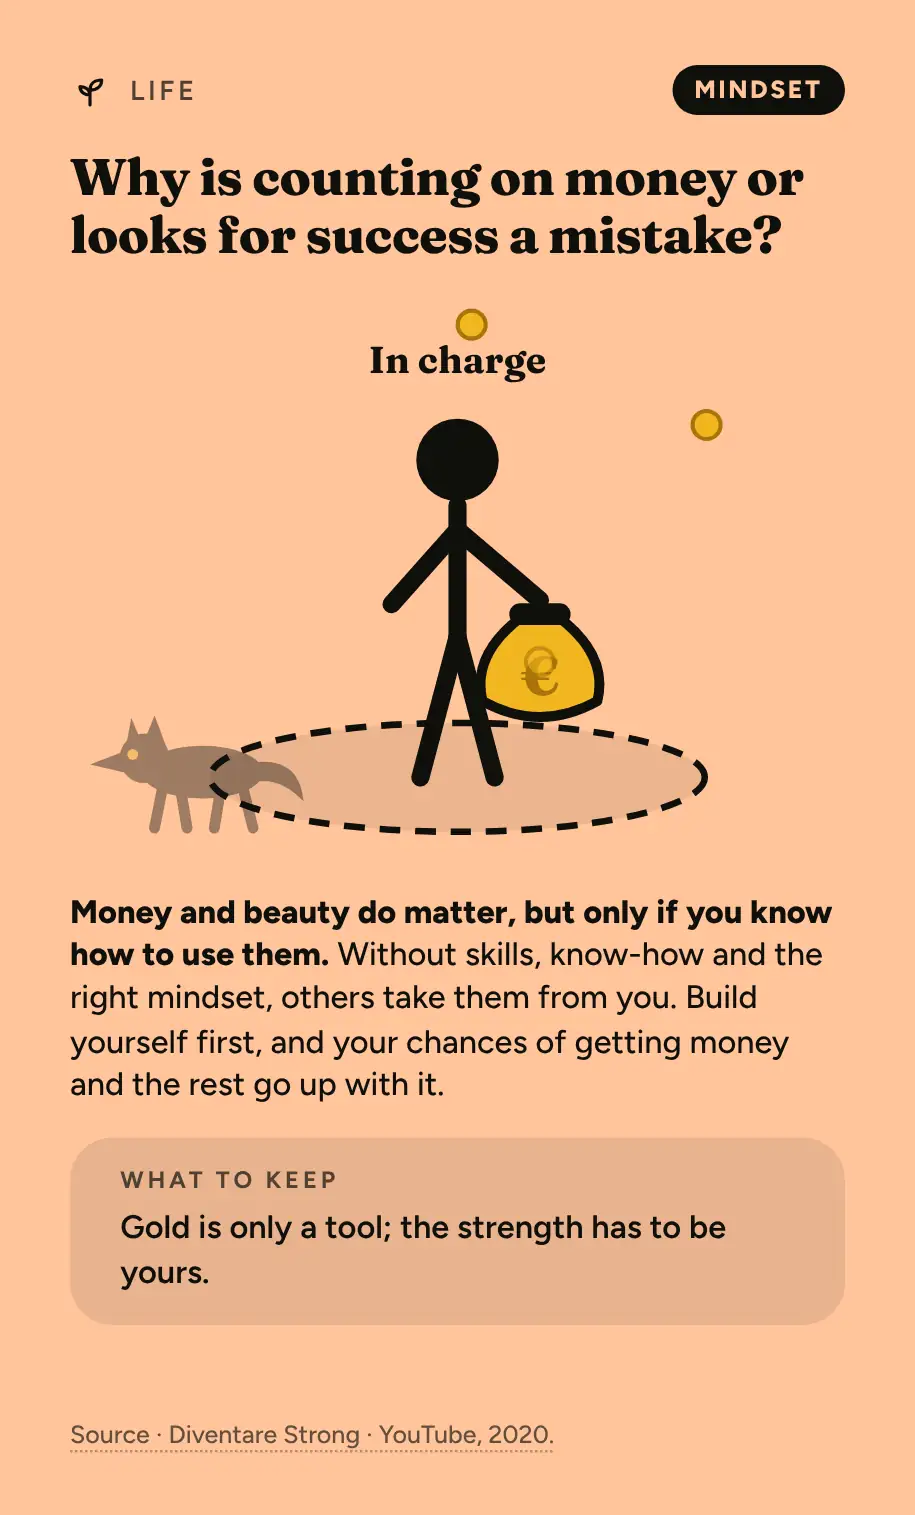 LIFE
MINDSET
Why is counting on money or
looks for success a mistake?
In charge
€
Money and beauty do matter, but only if you know
how to use them. Without skills, know-how and the
right mindset, others take them from you. Build
yourself first, and your chances of getting money
and the rest go up with it.
WHAT TO KEEP
Gold is only a tool; the strength has to be
yours.
Source · Diventare Strong · YouTube, 2020.